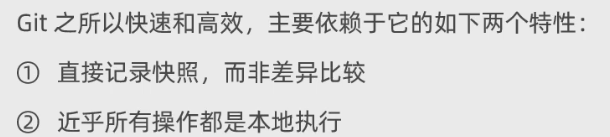 Git 之所以快速和高效，主要依赖于它的如下两个特性：
① 直接记录快照，而非差异比较
② 近乎所有操作都是本地执行